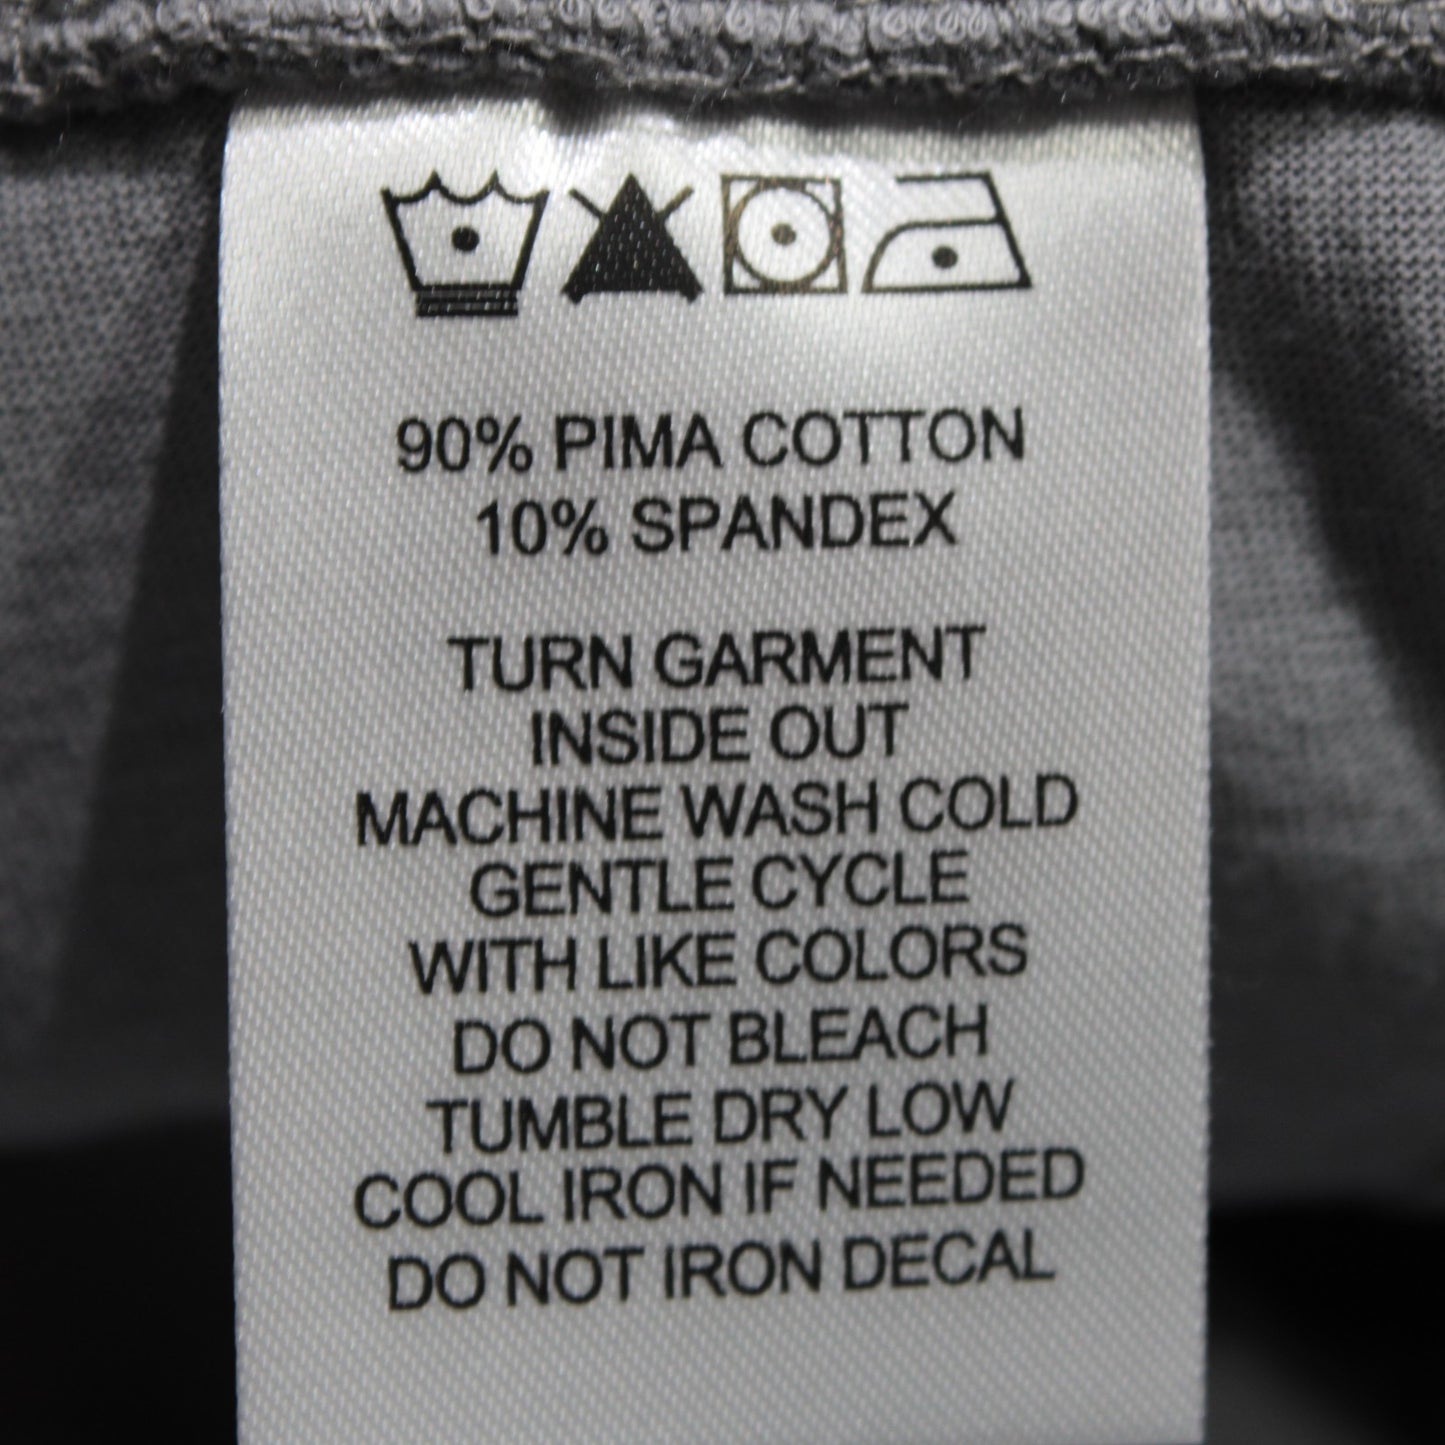 90% PIMA COTTON
10% SPANDEX
TURN GARMENT
INSIDE OUT
MACHINE WASH COLD
GENTLE CYCLE
WITH LIKE COLORS
DO NOT BLEACH
TUMBLE DRY LOW
COOL IRON IF NEEDED
DO NOT IRON DECAL